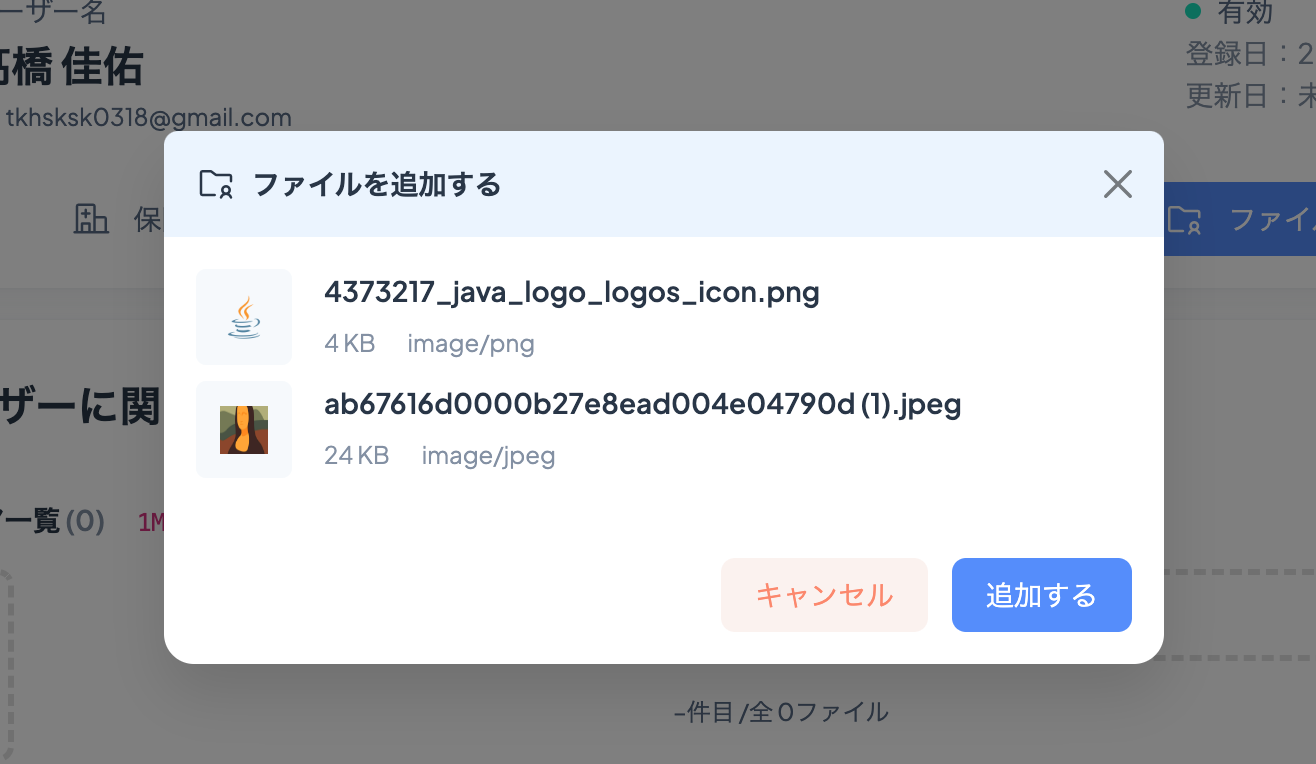 ーザー名
高橋 佳佑
tkhsksk0318@gmail.com
有効
登録日：2
更新日：未
保
ファイル
ファイルを追加する
4373217_java_logo_logos_icon.png
4 KB image/png
ab67616d0000b27e8ead004e04790d (1).jpeg
24 KB image/jpeg
ザーに関
一覧 (0) 1M
キャンセル 追加する
–件目 /全 0ファイル